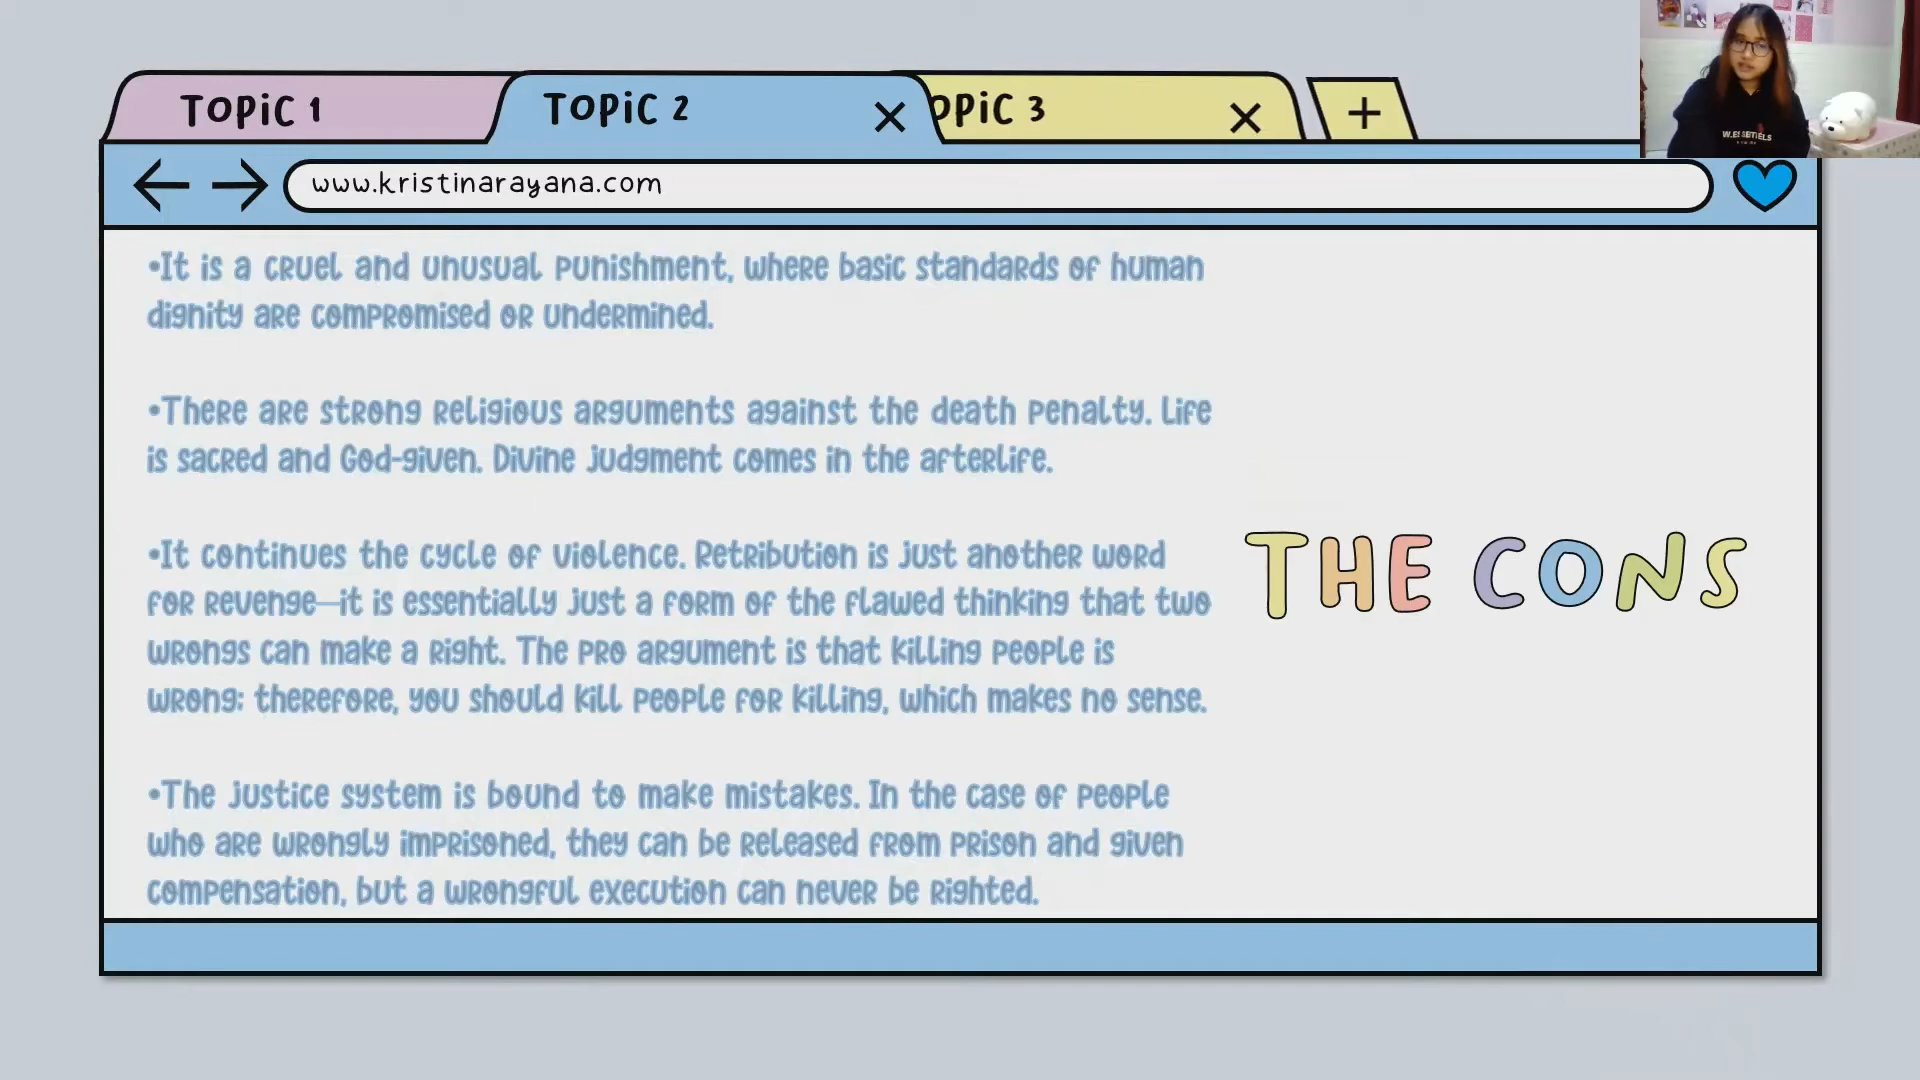 TOPiC 1
TOPiC 2
OPiC 3
www.kristinarayana.com
•It is a cruel and unusual punishment, where basic standards of human
dignity are compromised or undermined.
•There are strong religious arguments against the death penalty. Life
is sacred and God-given. Divine judgment comes in the afterlife.
•It continues the cycle of violence. Retribution is just another word
for revenge—it is essentially just a form of the flawed thinking that two
wrongs can make a right. The pro argument is that killing people is
wrong; therefore, you should kill people for killing, which makes no sense.
•The justice system is bound to make mistakes. In the case of people
who are wrongly imprisoned, they can be released from prison and given
compensation, but a wrongful execution can never be righted.
THE CONS